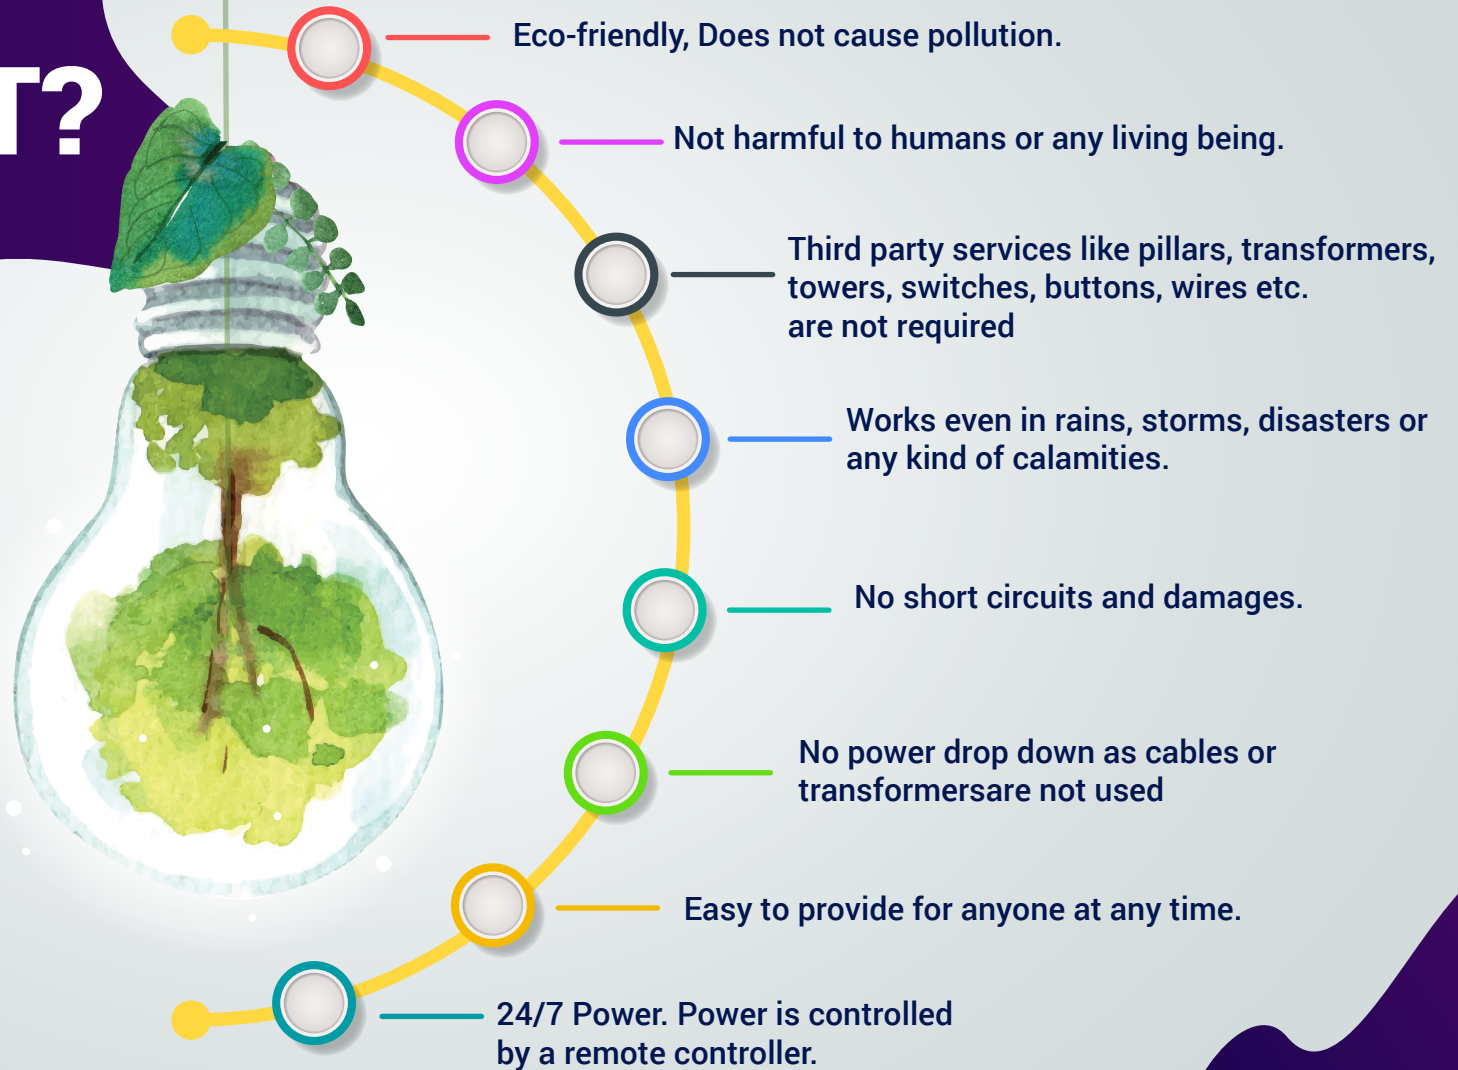 T?
Eco-friendly, Does not cause pollution.
Not harmful to humans or any living being.
Third party services like pillars, transformers,
towers, switches, buttons, wires etc.
are not required
Works even in rains, storms, disasters or
any kind of calamities.
No short circuits and damages.
No power drop down as cables or
transformersare not used
Easy to provide for anyone at any time.
24/7 Power. Power is controlled
by a remote controller.